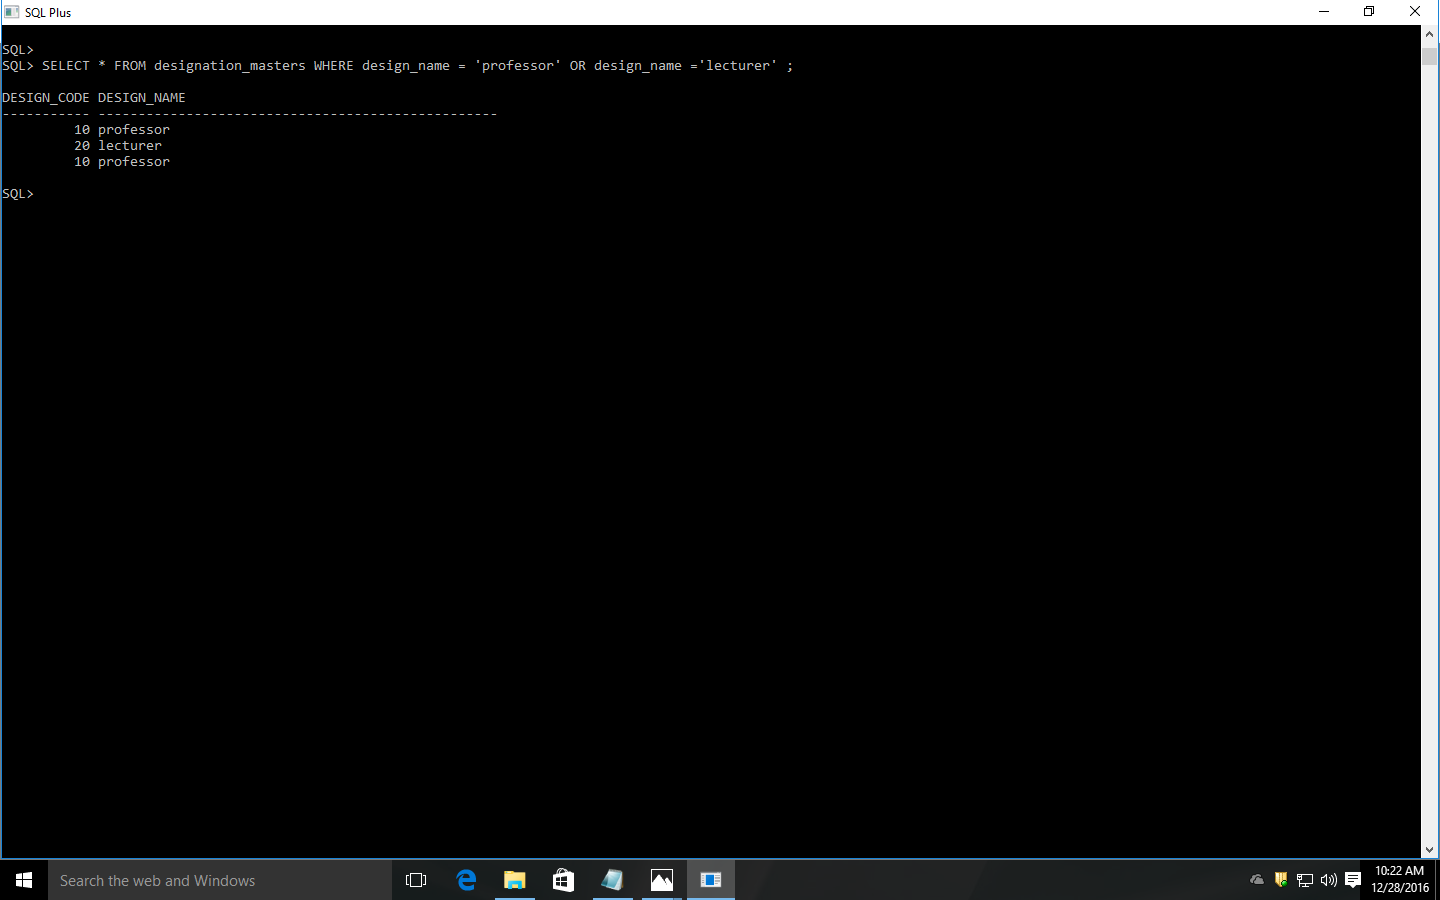 SQL Plus
SQL>
SQL> SELECT * FROM designation_masters WHERE design_name = 'professor' OR design_name ='lecturer' ;
DESIGN_CODE DESIGN_NAME
----------- --------------------------------------------------
10 professor
20 lecturer
10 professor
SQL>
Search the web and Windows
10:22 AM
12/28/2016